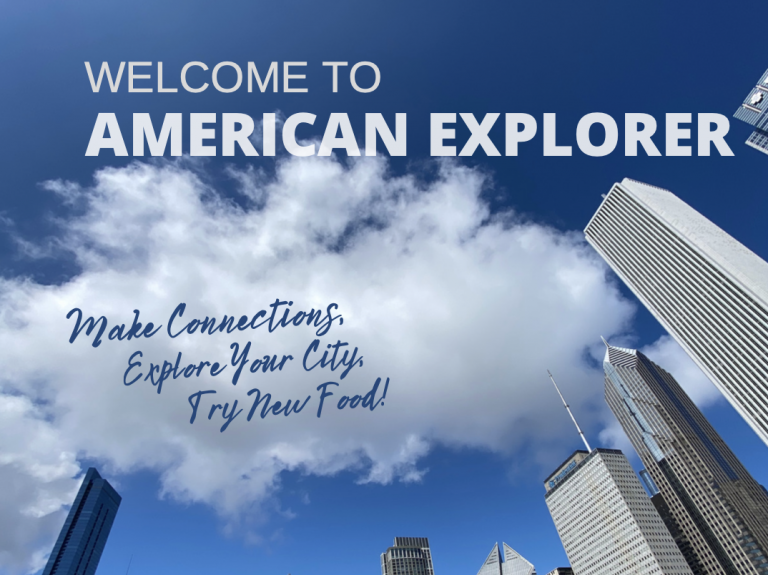 WELCOME TO
AMERICAN EXPLORER
Make Connections,
Explore Your City,
Try New Food!